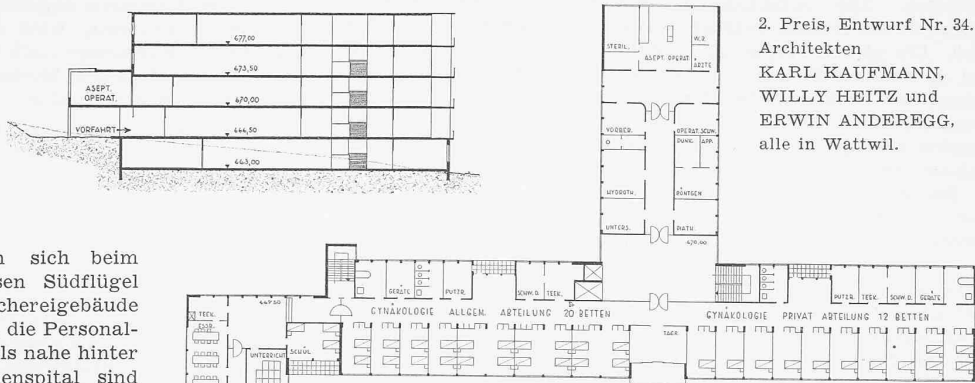 677,00
673,50
ASEPT.
OPERAT.
670,00
VORFAHRT
666,50
663,00
2. Preis, Entwurf Nr. 34.
Architekten
KARL KAUFMANN,
WILLY HEITZ und
ERWIN ANDEREGG,
alle in Wattwil.
STERIL.
ASEPT. OPERAT.
W.R.
ÄRZTE
VORBER.
OPERAT. SCHW.
DUNK. APP.
HYDROTH.
RÖNTGEN
UNTERS.
DIATH.
670,00
n sich beim
sen Südflügel
chereigebäude
die Personal-
ls nahe hinter
enspital sind
GERÄTE
PUTZR.
SCHW.D. TEEK.
PUTZR. TEEK. SCHW.D. GERÄTE
GYNÄKOLOGIE ALLGEM. ABTEILUNG 20 BETTEN
GYNÄKOLOGIE PRIVAT ABTEILUNG 12 BETTEN
TEEK.
ESSR.
UNTERRICHT
SCHÜL.
TAGR.